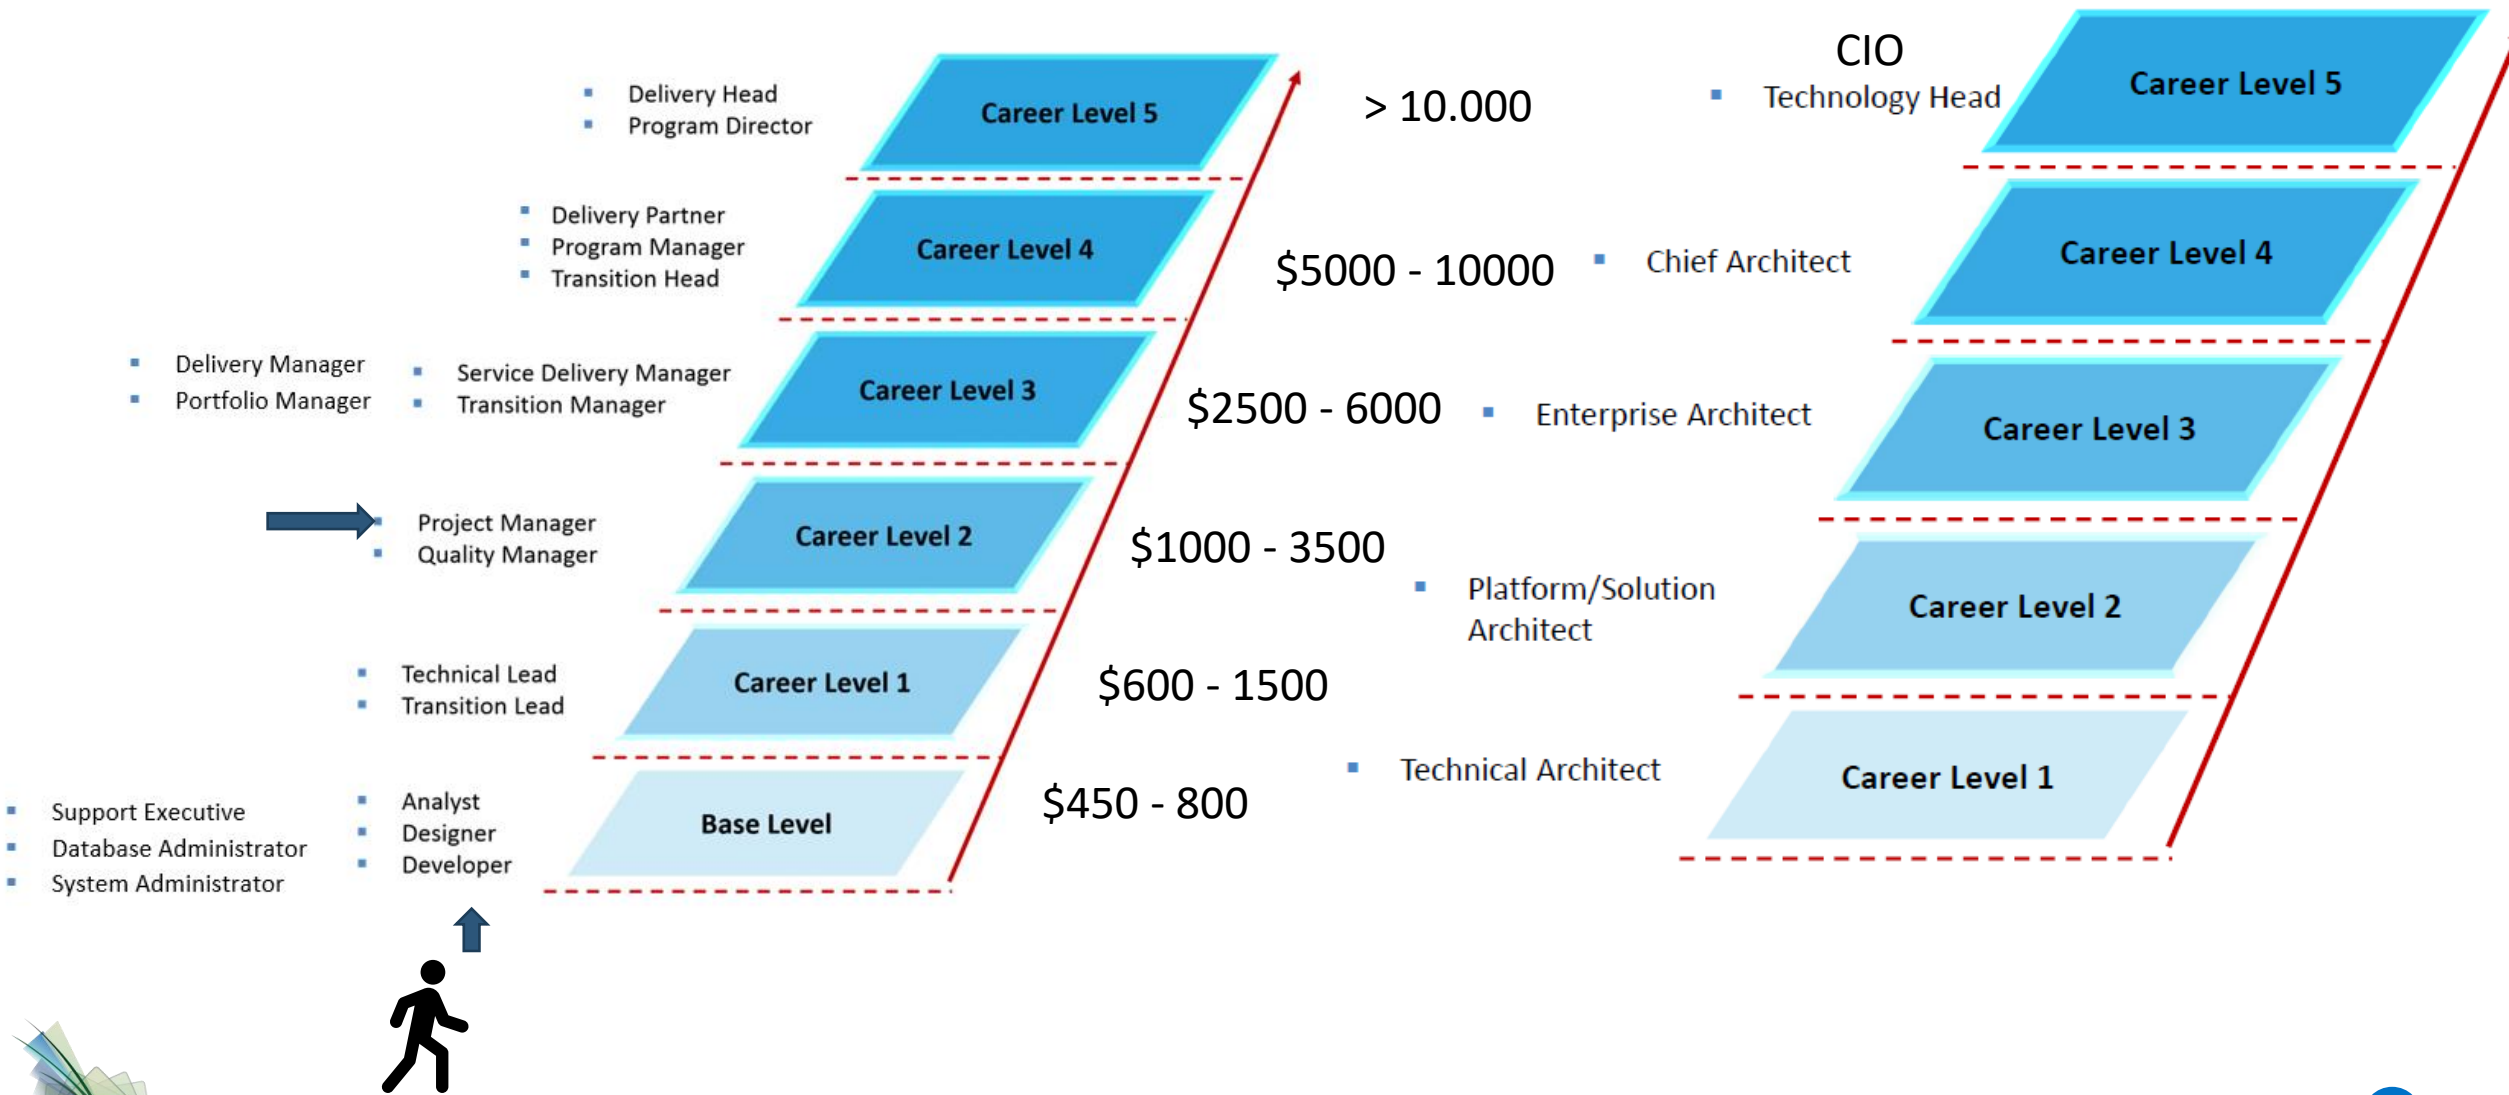 CIO
Delivery Head
Program Director
Career Level 5
> 10.000
Technology Head
Career Level 5
Delivery Partner
Program Manager
Transition Head
Career Level 4
$5000 - 10000
Chief Architect
Career Level 4
Delivery Manager
Portfolio Manager
Service Delivery Manager
Transition Manager
Career Level 3
$2500 - 6000
Enterprise Architect
Career Level 3
Project Manager
Quality Manager
Career Level 2
$1000 - 3500
Platform/Solution
Architect
Career Level 2
Technical Lead
Transition Lead
Career Level 1
$600 - 1500
Technical Architect
Career Level 1
Support Executive
Database Administrator
System Administrator
Analyst
Designer
Developer
Base Level
$450 - 800